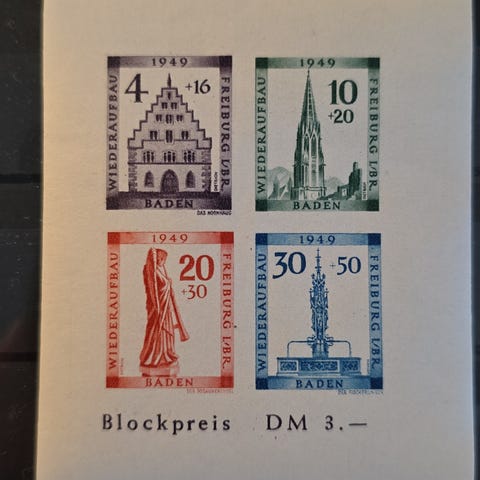 1949
WIEDERAUFBAU
4 +16
FREIBURG I/BR.
BADEN
DAS KORNHAUS
1949
WIEDERAUFBAU
10
+20
FREIBURG I/BR.
BADEN
1949
WIEDERAUFBAU
20
+30
FREIBURG I/BR.
BADEN
1949
WIEDERAUFBAU
30 +50
FREIBURG I/BR.
BADEN
Blockpreis DM 3.—